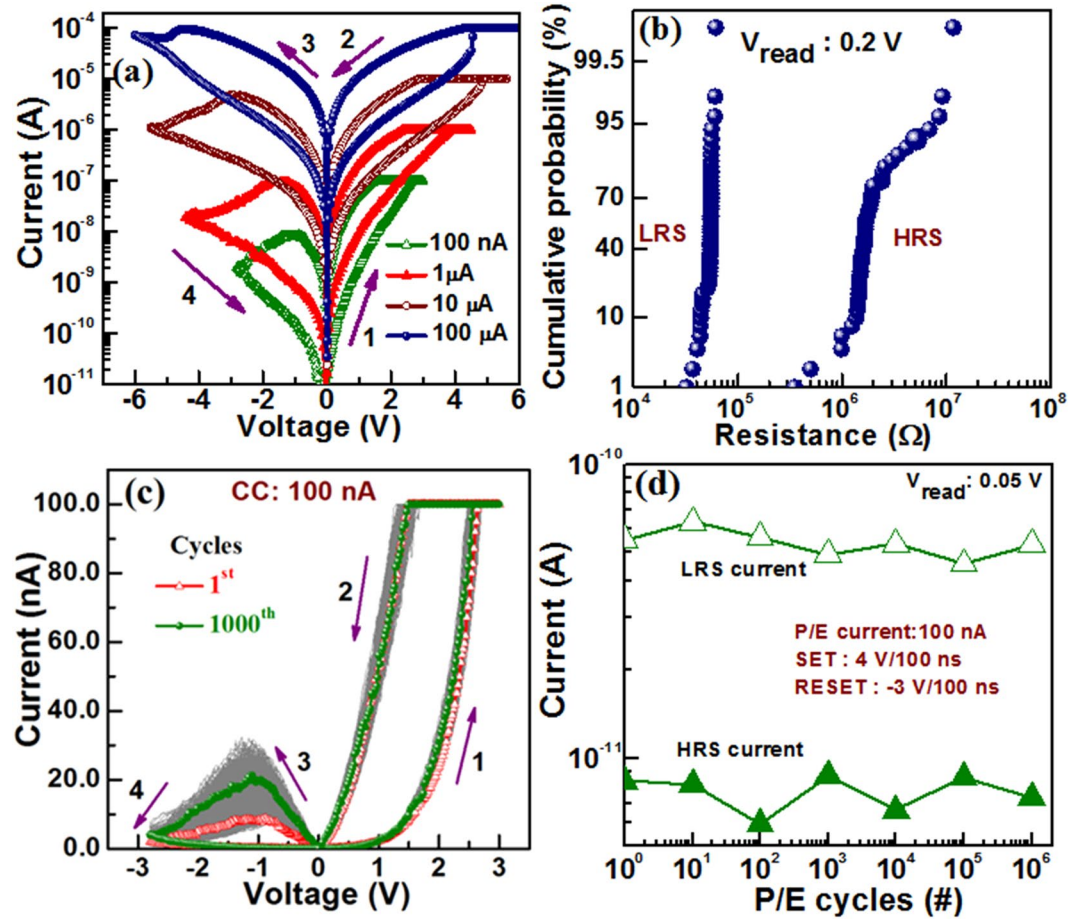 (a)
Current (A)
10⁻⁴
10⁻⁵
10⁻⁶
10⁻⁷
10⁻⁸
10⁻⁹
10⁻¹⁰
10⁻¹¹
3
2
4
1
100 nA
1μA
10 μA
100 μA
-6 -4 -2 0 2 4 6
Voltage (V)
(b)
Vread : 0.2 V
Cumulative probability (%)
99.5
95
70
40
10
1
LRS
HRS
10⁴ 10⁵ 10⁶ 10⁷ 10⁸
Resistance (Ω)
(c)
CC: 100 nA
Current (nA)
100.0
80.0
60.0
40.0
20.0
0.0
Cycles
1st
1000th
2
1
3
4
-3 -2 -1 0 1 2 3
Voltage (V)
(d)
Vread: 0.05 V
Current (A)
10⁻¹⁰
10⁻¹¹
LRS current
P/E current:100 nA
SET : 4 V/100 ns
RESET : -3 V/100 ns
HRS current
10⁰ 10¹ 10² 10³ 10⁴ 10⁵ 10⁶
P/E cycles (#)